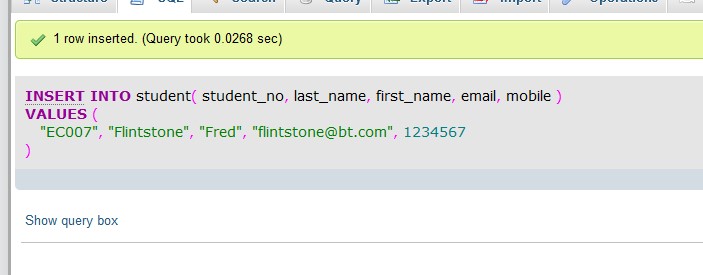 Structure SQL Search Query Export Import Operations
1 row inserted. (Query took 0.0268 sec)
INSERT INTO student( student_no, last_name, first_name, email, mobile )
VALUES (
"EC007", "Flintstone", "Fred", "flintstone@bt.com", 1234567
)
Show query box